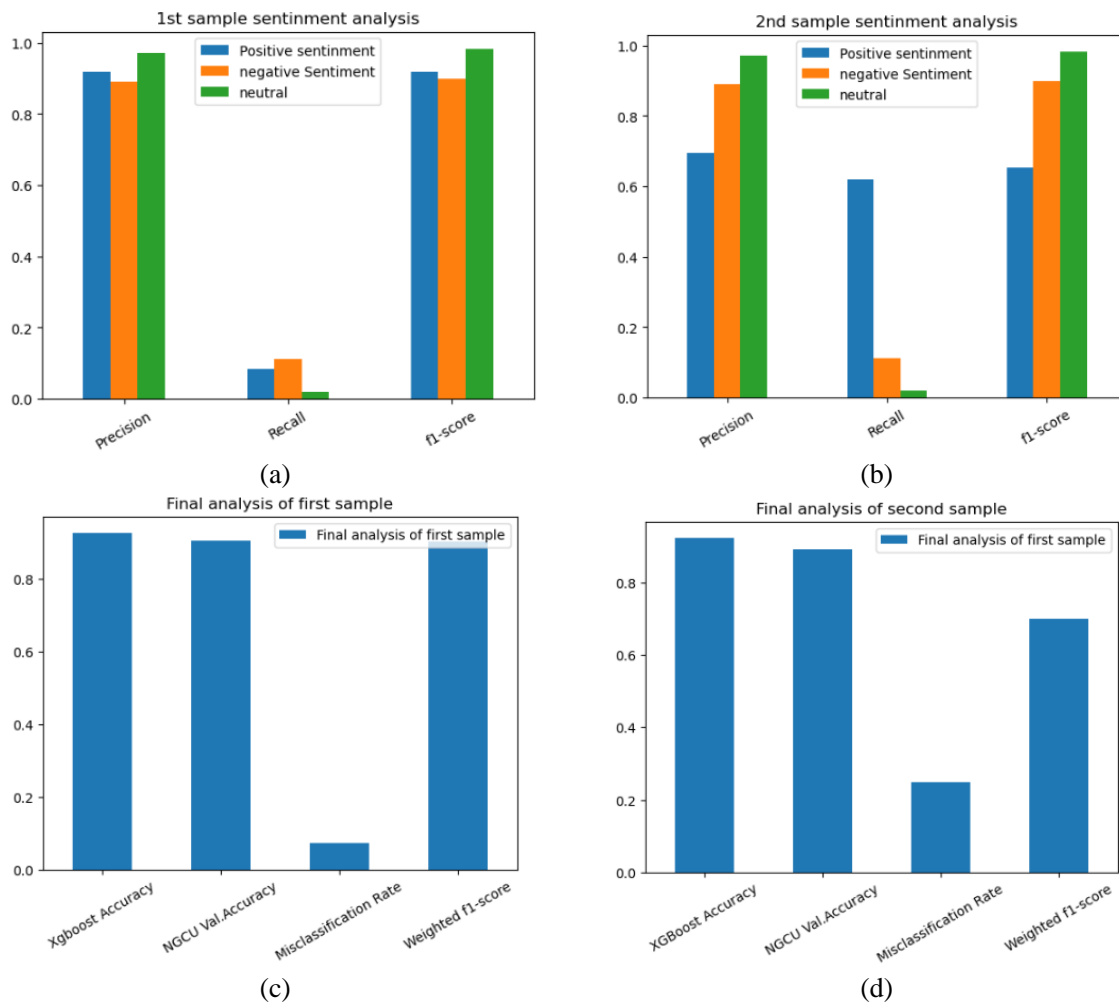 1st sample sentinment analysis
1.0
0.8
0.6
0.4
0.2
0.0
Positive sentinment
negative Sentiment
neutral
Precision
Recall
f1-score
(a)
2nd sample sentinment analysis
1.0
0.8
0.6
0.4
0.2
0.0
Positive sentinment
negative Sentiment
neutral
Precision
Recall
f1-score
(b)
Final analysis of first sample
0.8
0.6
0.4
0.2
0.0
Final analysis of first sample
Xgboost Accuracy
NGCU Val.Accuracy
Misclassification Rate
Weighted f1-score
(c)
Final analysis of second sample
0.8
0.6
0.4
0.2
0.0
Final analysis of first sample
XGBoost Accuracy
NGCU Val.Accuracy
Misclassification Rate
Weighted f1-score
(d)